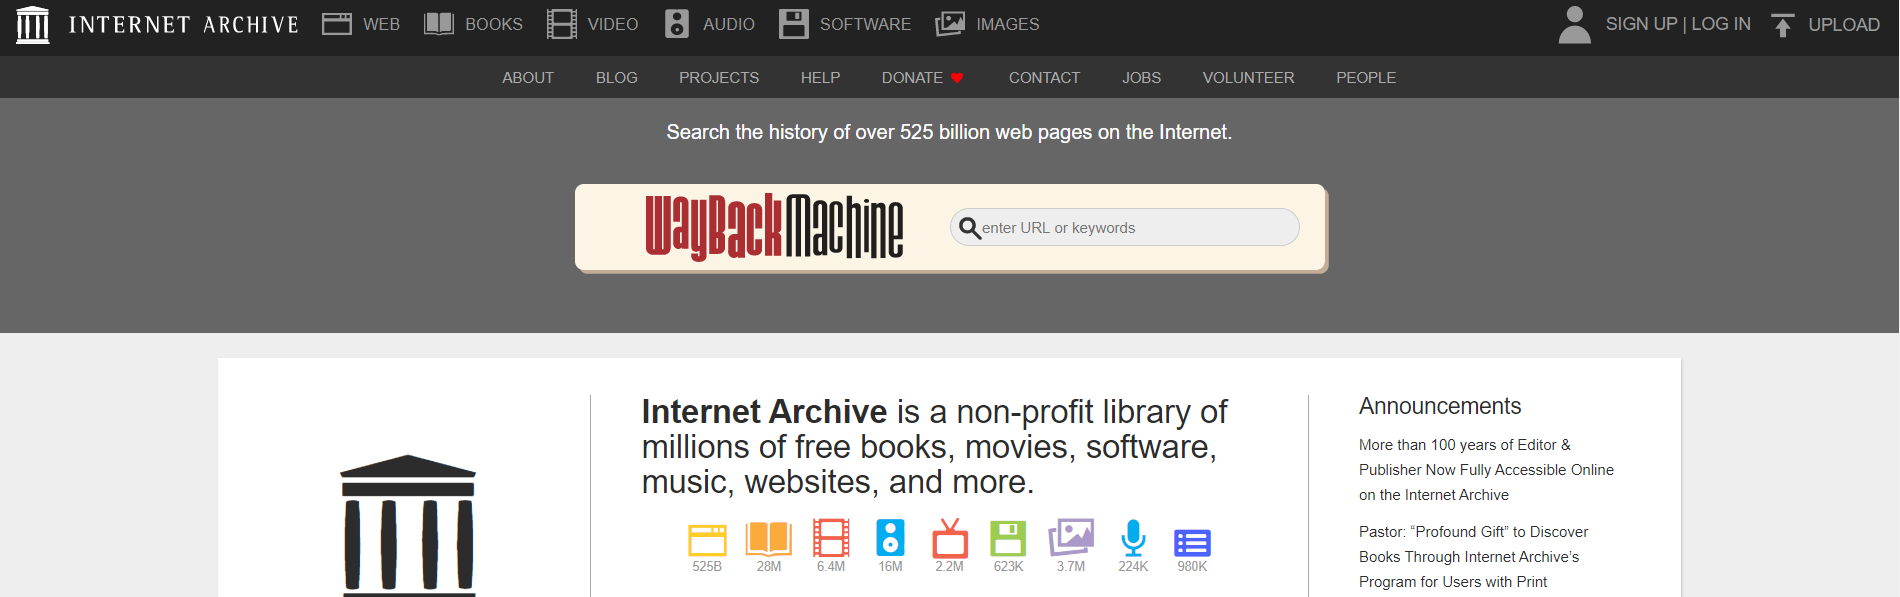 INTERNET ARCHIVE WEB BOOKS VIDEO AUDIO SOFTWARE IMAGES SIGN UP | LOG IN UPLOAD
ABOUT BLOG PROJECTS HELP DONATE CONTACT JOBS VOLUNTEER PEOPLE
Search the history of over 525 billion web pages on the Internet.
WayBackMachine
enter URL or keywords
Internet Archive is a non-profit library of
millions of free books, movies, software,
music, websites, and more.
525B 28M 6.4M 16M 2.2M 623K 3.7M 224K 980K
Announcements
More than 100 years of Editor &
Publisher Now Fully Accessible Online
on the Internet Archive
Pastor: “Profound Gift” to Discover
Books Through Internet Archive’s
Program for Users with Print